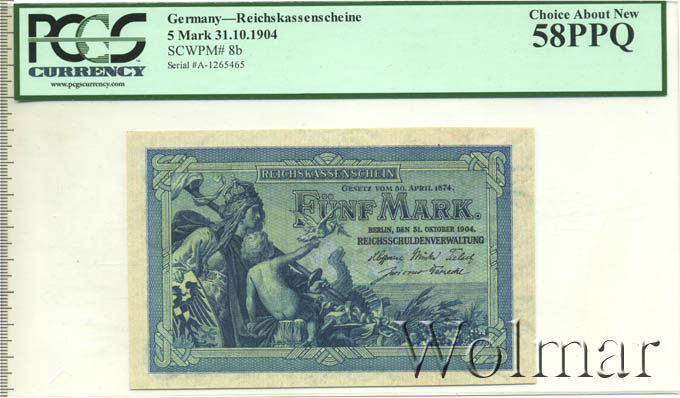 PCGS
CURRENCY
www.pcgscurrency.com
Germany—Reichskassenscheine
5 Mark 31.10.1904
SCWPM# 8b
Serial #A-1265465
Choice About New
58PPQ
REICHSKASSENSCHEIN
GESETZ VOM 30. APRIL 1874.
FÜNF MARK.
BERLIN, DEN 31. OKTOBER 1904.
REICHSSCHULDENVERWALTUNG
Wolmar